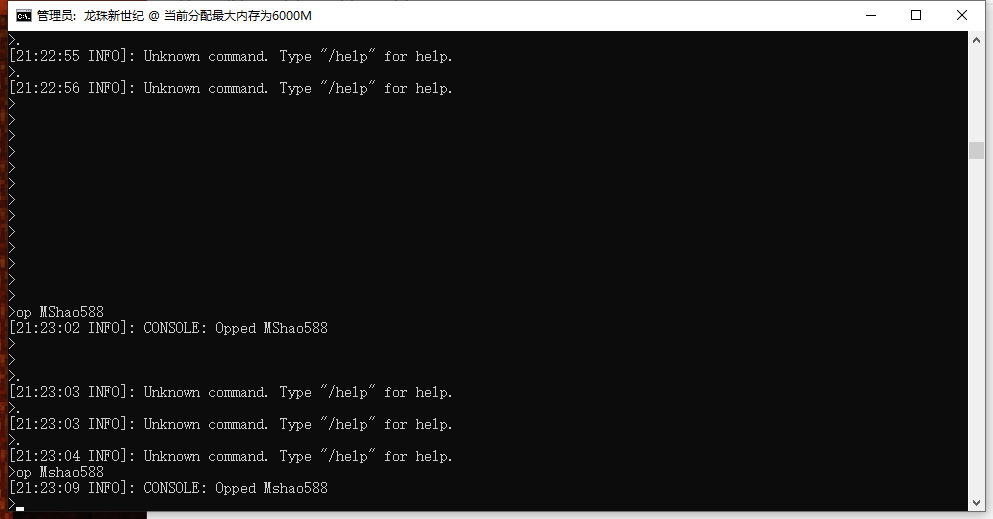 管理员: 龙珠新世纪 @ 当前分配最大内存为6000M
>.
[21:22:55 INFO]: Unknown command. Type "/help" for help.
>.
[21:22:56 INFO]: Unknown command. Type "/help" for help.
>
>
>
>
>
>
>
>
>
>
>
>
>
>op MShao588
[21:23:02 INFO]: CONSOLE: Opped MShao588
>
>
>.
[21:23:03 INFO]: Unknown command. Type "/help" for help.
>.
[21:23:03 INFO]: Unknown command. Type "/help" for help.
>.
[21:23:04 INFO]: Unknown command. Type "/help" for help.
>op Mshao588
[21:23:09 INFO]: CONSOLE: Opped Mshao588
>